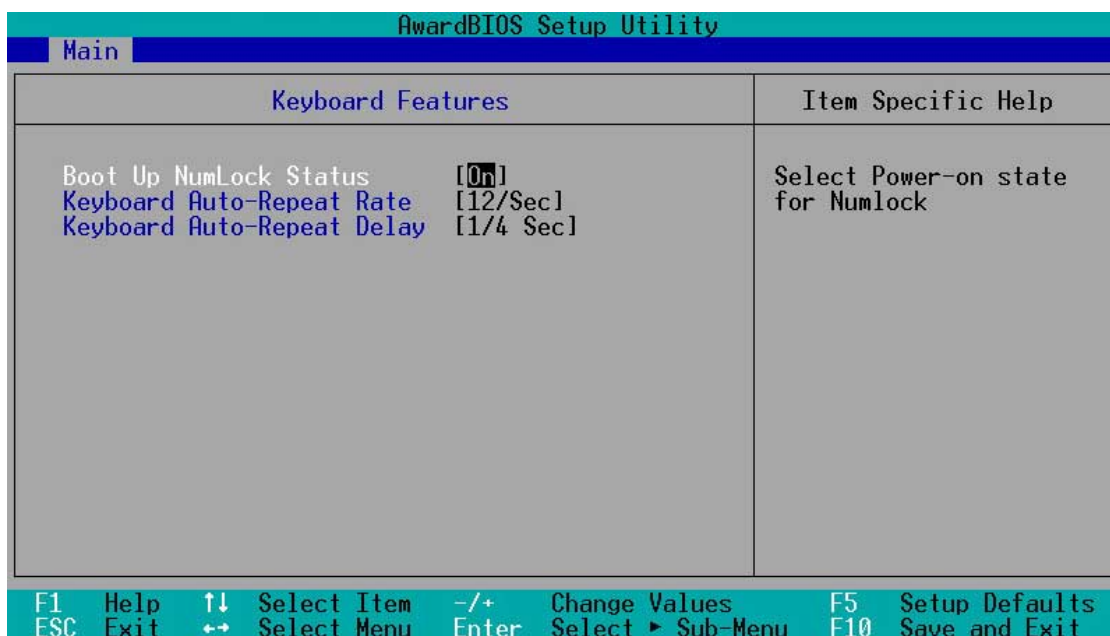 AwardBIOS Setup Utility
Main
Keyboard Features
Boot Up NumLock Status [On]
Keyboard Auto-Repeat Rate [12/Sec]
Keyboard Auto-Repeat Delay [1/4 Sec]
Item Specific Help
Select Power-on state
for Numlock
F1 Help ↑↓ Select Item -/+ Change Values F5 Setup Defaults
ESC Exit ←→ Select Menu Enter Select ► Sub-Menu F10 Save and Exit